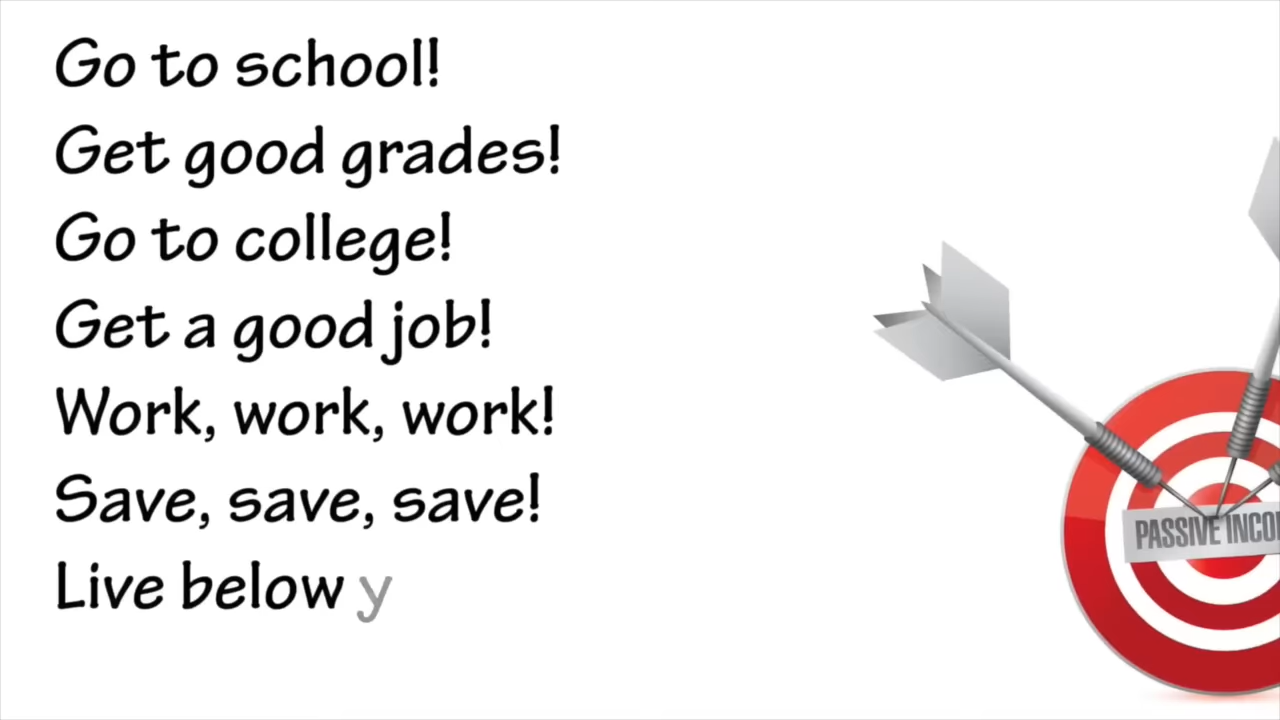 Go to school!
Get good grades!
Go to college!
Get a good job!
Work, work, work!
Save, save, save!
Live below y
PASSIVE INCO